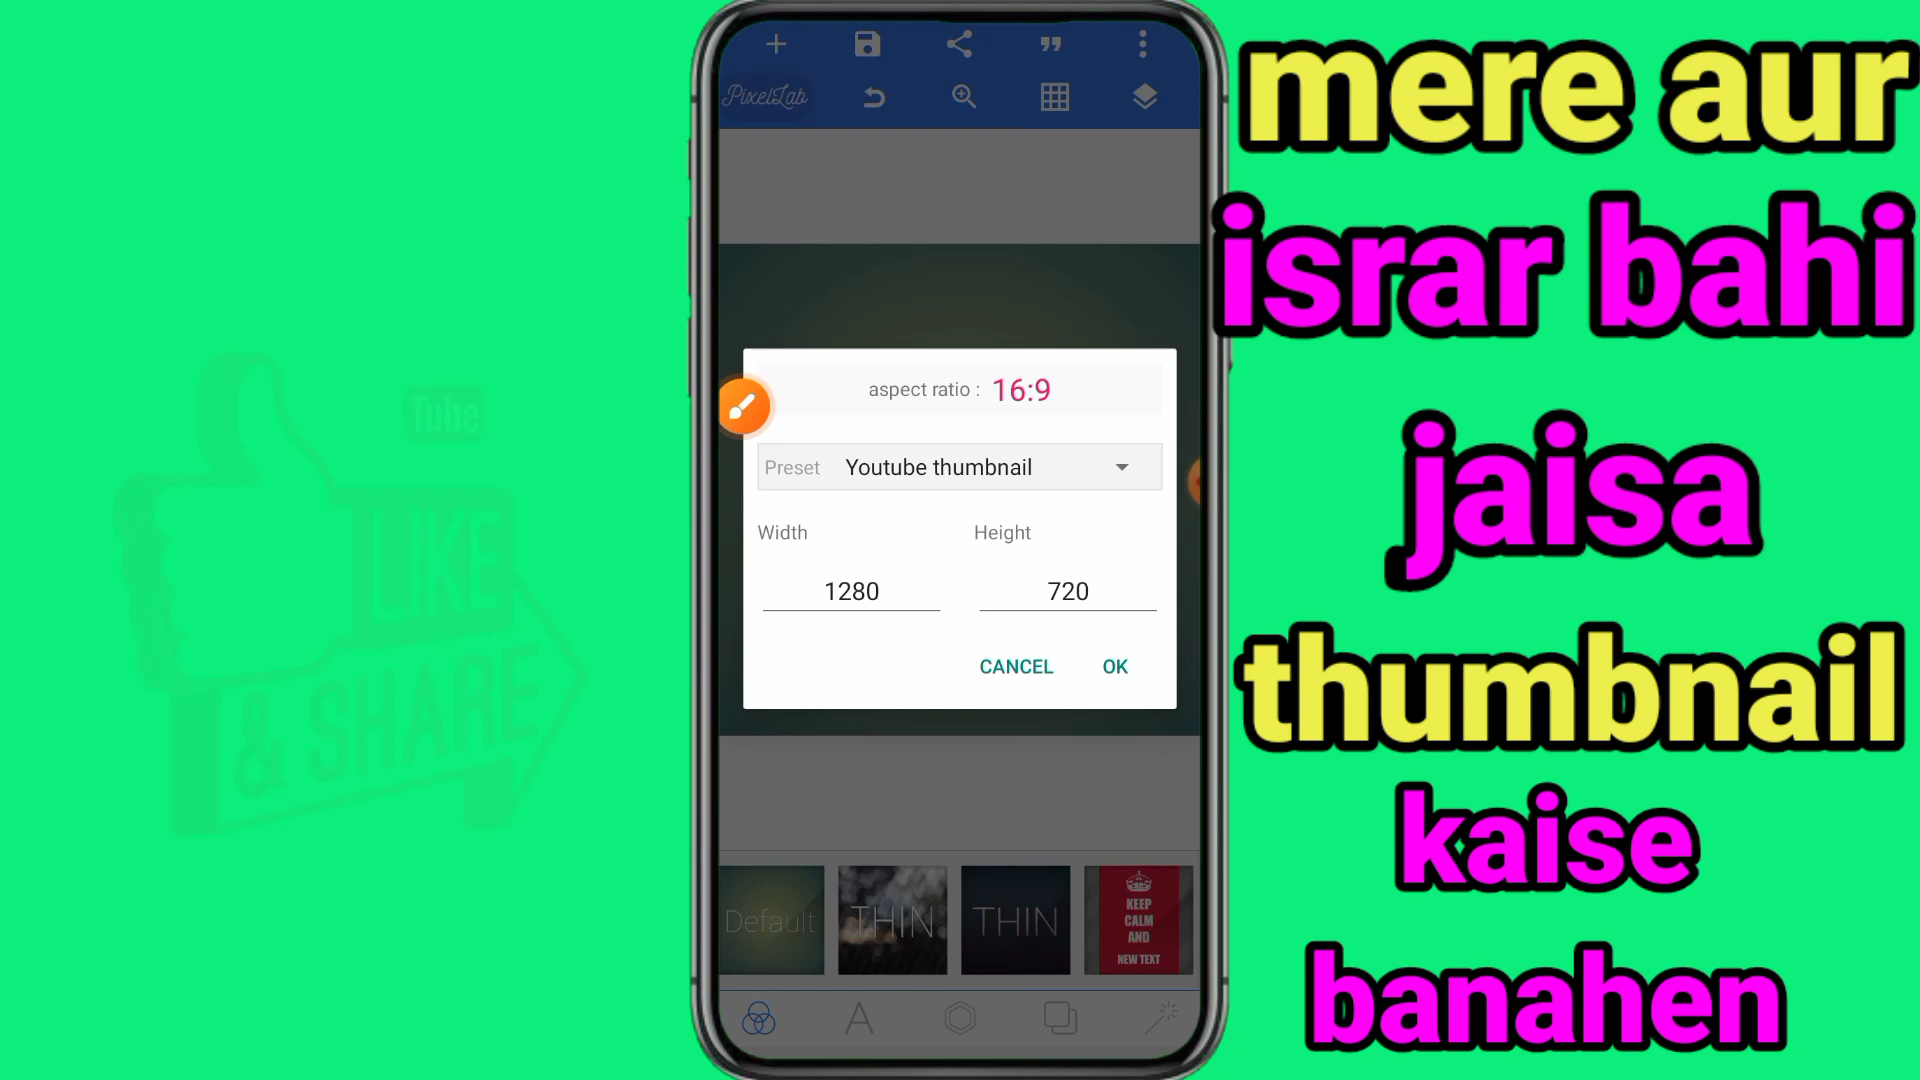 PixelLab
aspect ratio : 16:9
Preset Youtube thumbnail
Width Height
1280 720
CANCEL OK
Default
THIN
THIN
KEEP
CALM
AND
NEW TEXT
Tube
LIKE
& SHARE
mere aur
israr bahi
jaisa
thumbnail
kaise
banahen